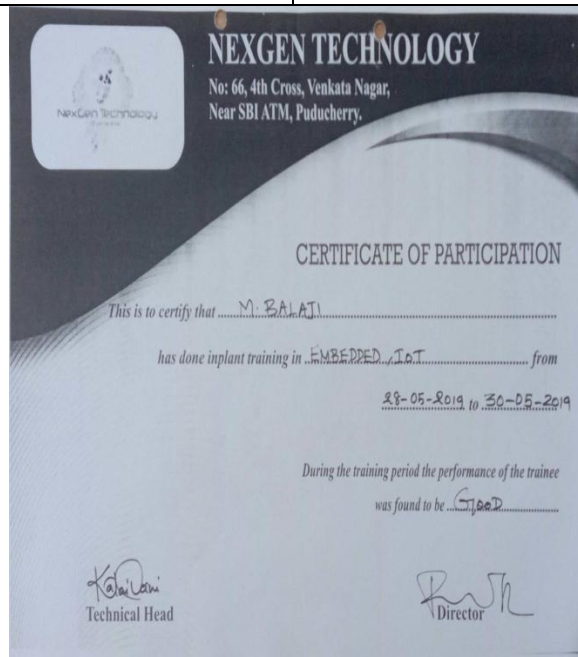 NEXGEN TECHNOLOGY
No: 66, 4th Cross, Venkata Nagar,
Near SBI ATM, Puducherry.
NexGen Technology
CERTIFICATE OF PARTICIPATION
This is to certify that M. BALAJI
has done inplant training in EMBEDDED, IOT from
28-05-2019 to 30-05-2019
During the training period the performance of the trainee
was found to be GOOD
KalaiVani
Technical Head
Director